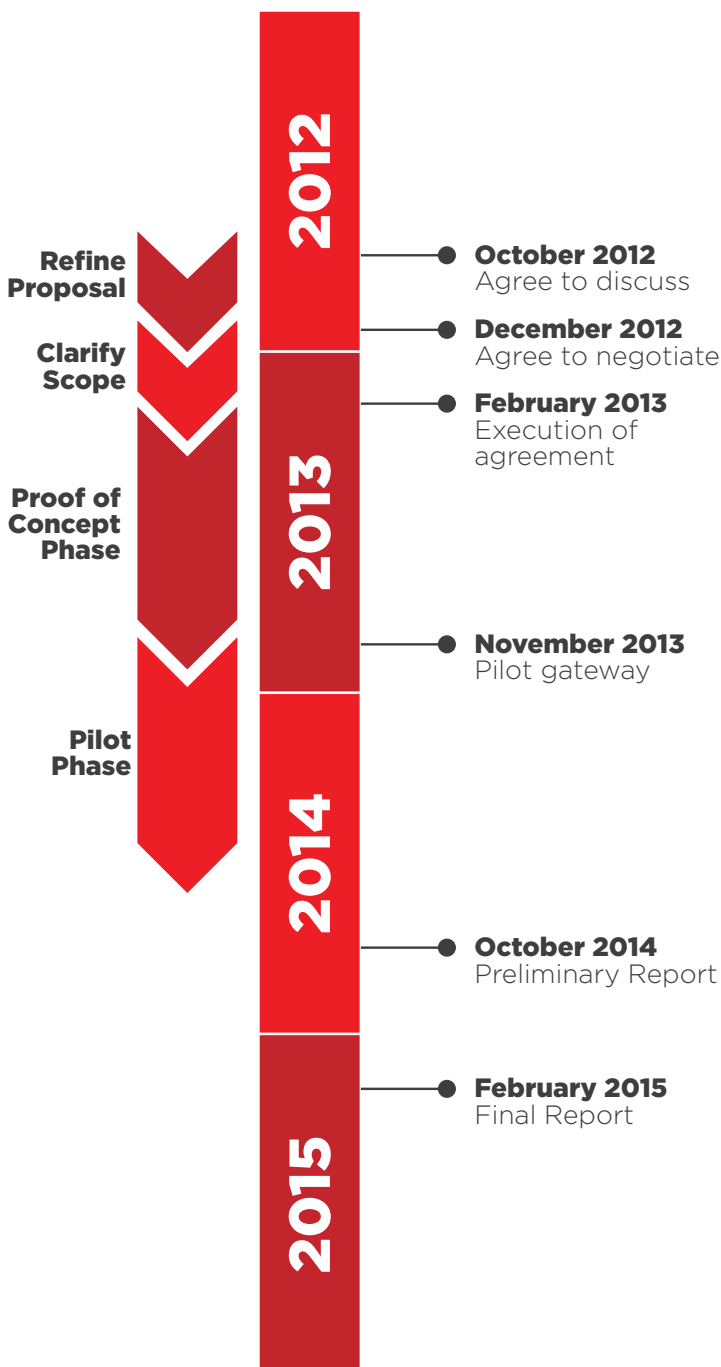 2012
Refine
Proposal
October 2012
Agree to discuss
December 2012
Agree to negotiate
Clarify
Scope
February 2013
Execution of
agreement
2013
Proof of
Concept
Phase
November 2013
Pilot gateway
Pilot
Phase
2014
October 2014
Preliminary Report
February 2015
Final Report
2015